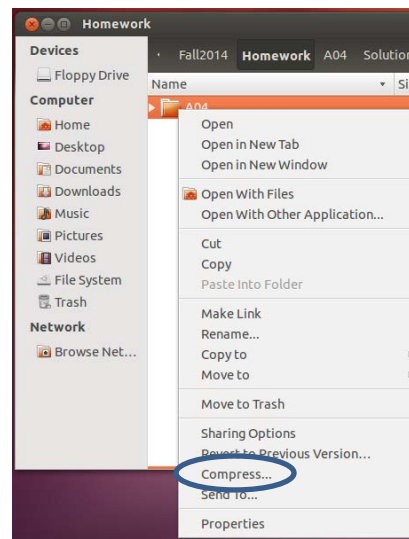 Homework
Devices
Floppy Drive
Computer
Home
Desktop
Documents
Downloads
Music
Pictures
Videos
File System
Trash
Network
Browse Net...
Fall2014 Homework A04 Solution
Name
Si
A04
Open
Open in New Tab
Open in New Window
Open With Files
Open With Other Application...
Cut
Copy
Paste Into Folder
Make Link
Rename...
Copy to
Move to
Move to Trash
Sharing Options
Revert to Previous Version...
Compress...
Send To...
Properties